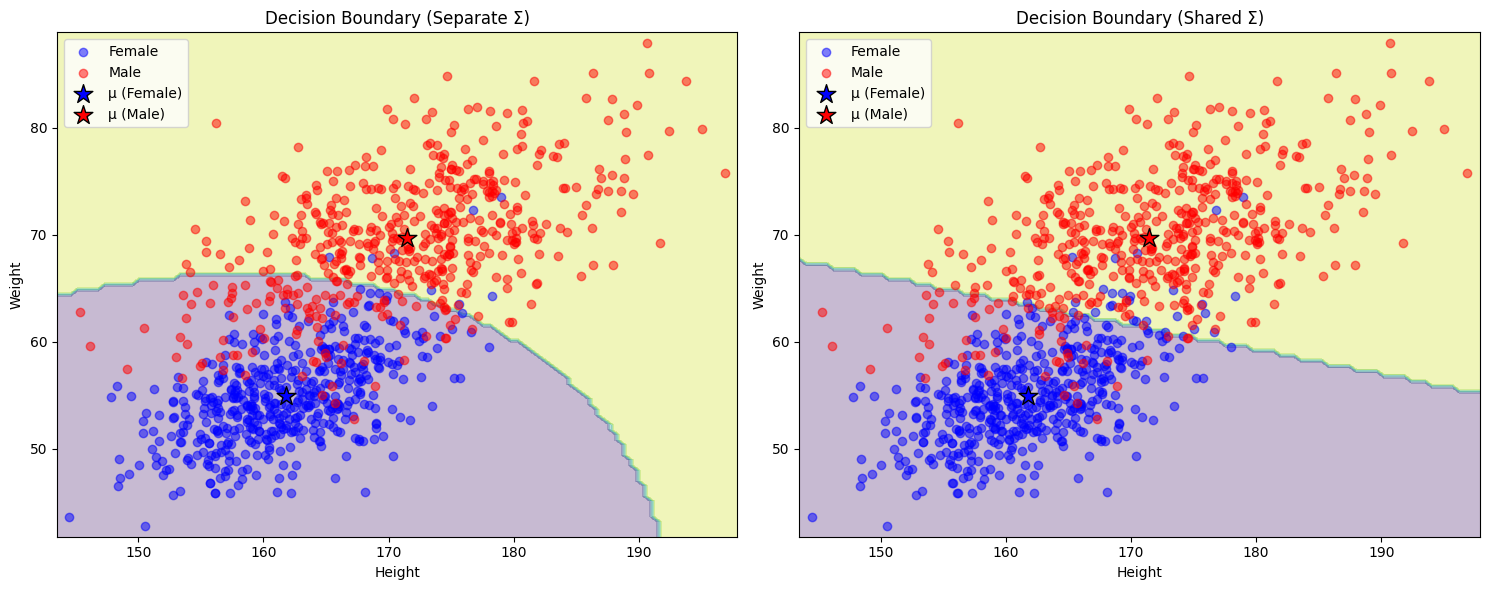 Decision Boundary (Separate Σ)
Female
Male
μ (Female)
μ (Male)
80
70
60
50
Weight
150
160
170
180
190
Height
Decision Boundary (Shared Σ)
Female
Male
μ (Female)
μ (Male)
80
70
60
50
Weight
150
160
170
180
190
Height